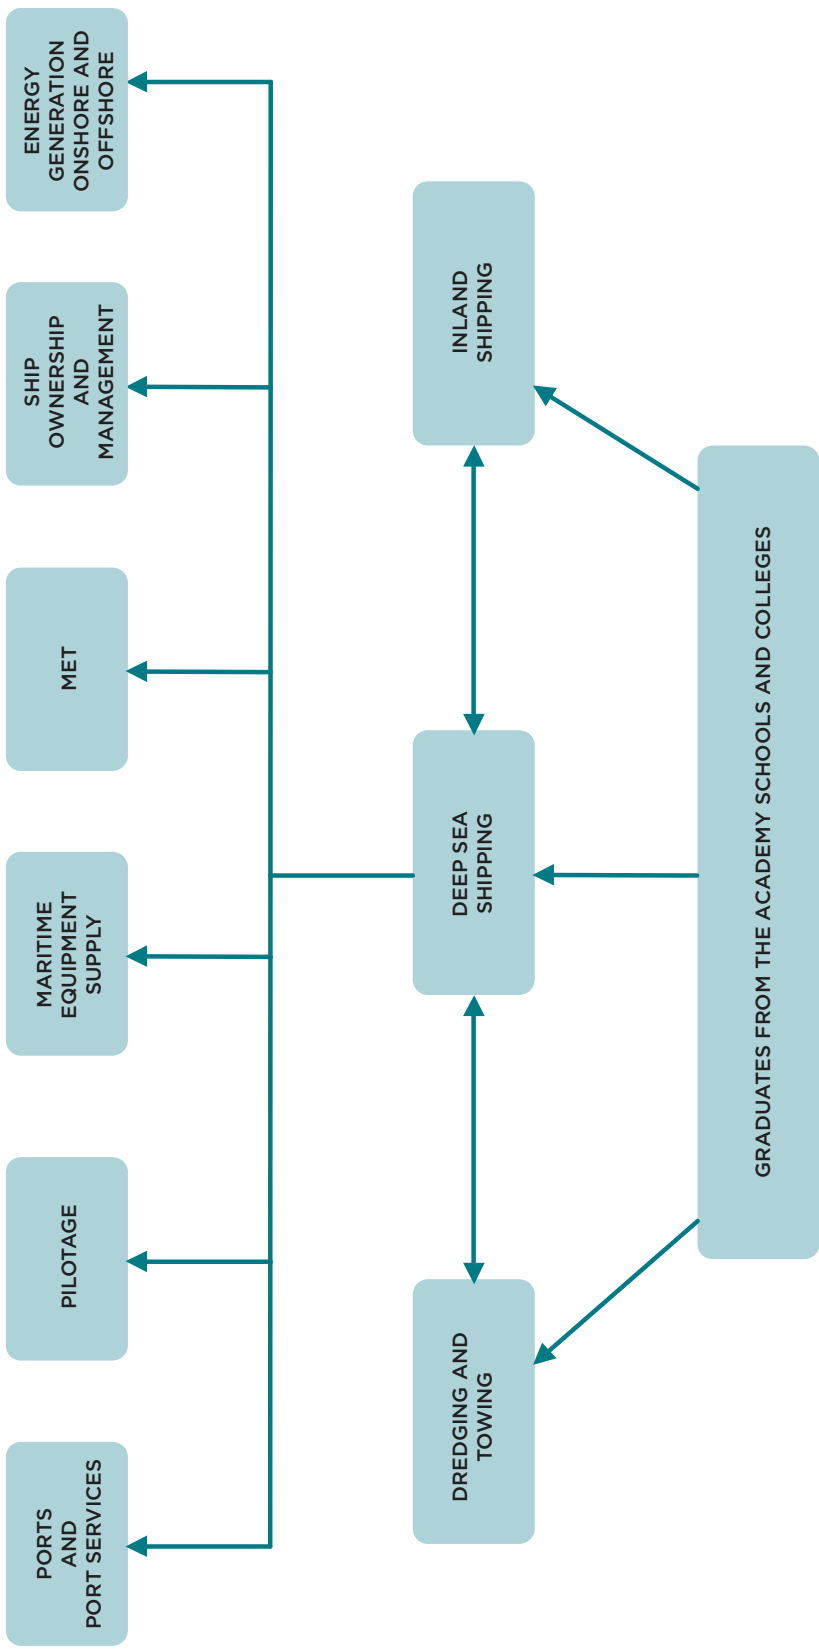 PORTS
AND
PORT SERVICES
PILOTAGE
MARITIME
EQUIPMENT
SUPPLY
MET
SHIP
OWNERSHIP
AND
MANAGEMENT
ENERGY
GENERATION
ONSHORE AND
OFFSHORE
DREDGING AND
TOWING
DEEP SEA
SHIPPING
INLAND
SHIPPING
GRADUATES FROM THE ACADEMY SCHOOLS AND COLLEGES